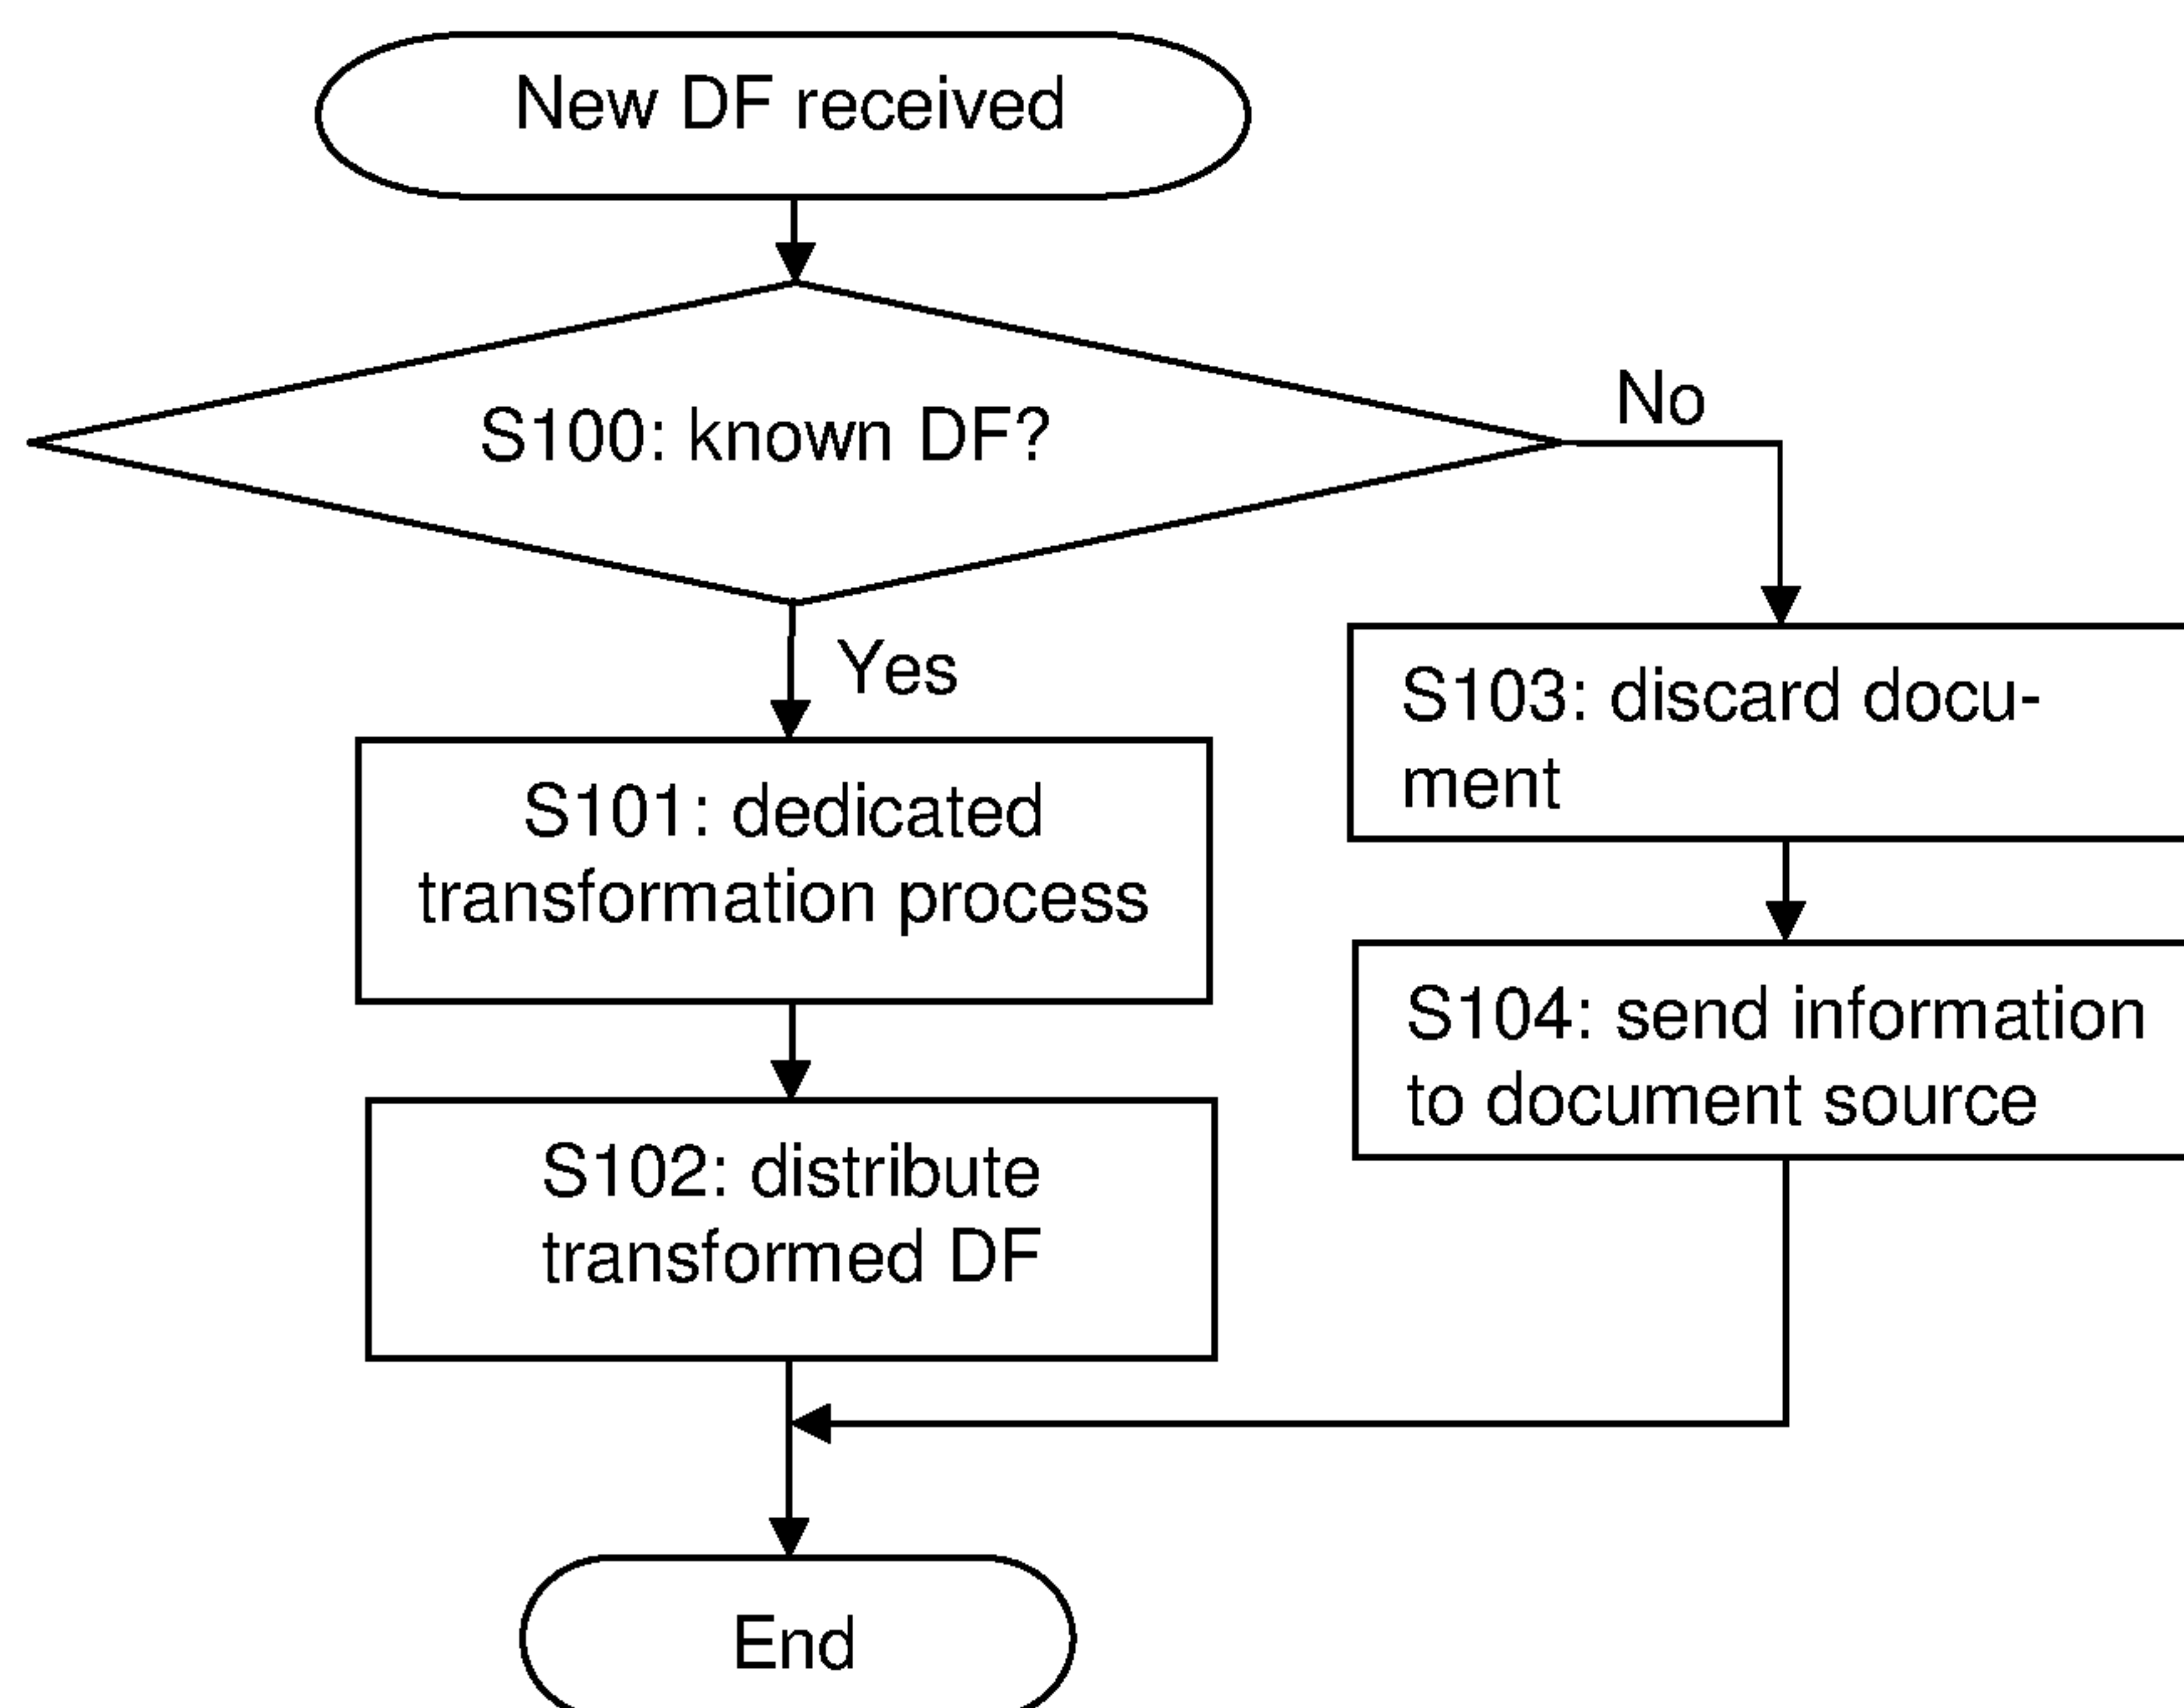 New DF received
S100: known DF?
No
Yes
S103: discard docu-
ment
S101: dedicated
transformation process
S104: send information
to document source
S102: distribute
transformed DF
End